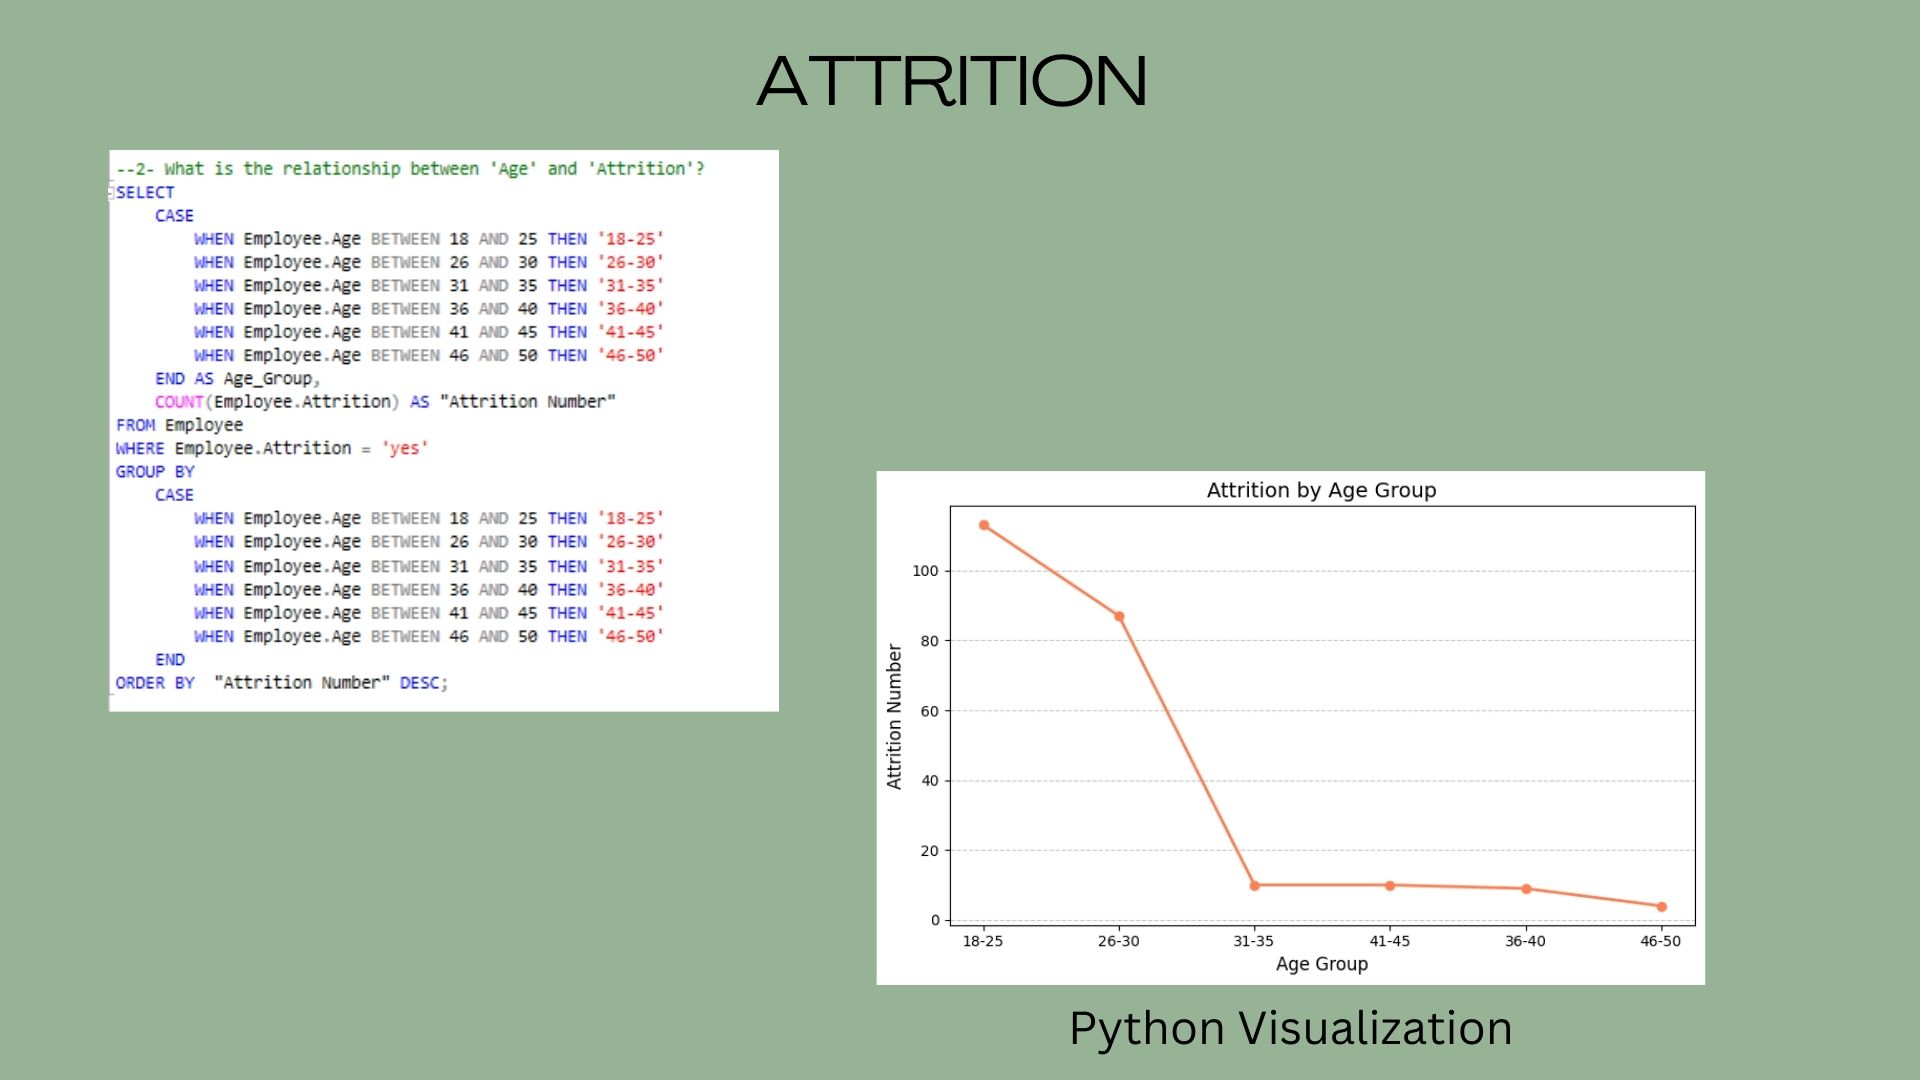 ATTRITION
--2- What is the relationship between 'Age' and 'Attrition'?
SELECT
CASE
WHEN Employee.Age BETWEEN 18 AND 25 THEN '18-25'
WHEN Employee.Age BETWEEN 26 AND 30 THEN '26-30'
WHEN Employee.Age BETWEEN 31 AND 35 THEN '31-35'
WHEN Employee.Age BETWEEN 36 AND 40 THEN '36-40'
WHEN Employee.Age BETWEEN 41 AND 45 THEN '41-45'
WHEN Employee.Age BETWEEN 46 AND 50 THEN '46-50'
END AS Age_Group,
COUNT(Employee.Attrition) AS "Attrition Number"
FROM Employee
WHERE Employee.Attrition = 'yes'
GROUP BY
CASE
WHEN Employee.Age BETWEEN 18 AND 25 THEN '18-25'
WHEN Employee.Age BETWEEN 26 AND 30 THEN '26-30'
WHEN Employee.Age BETWEEN 31 AND 35 THEN '31-35'
WHEN Employee.Age BETWEEN 36 AND 40 THEN '36-40'
WHEN Employee.Age BETWEEN 41 AND 45 THEN '41-45'
WHEN Employee.Age BETWEEN 46 AND 50 THEN '46-50'
END
ORDER BY "Attrition Number" DESC;
Attrition by Age Group
Attrition Number
100
80
60
40
20
0
18-25 26-30 31-35 41-45 36-40 46-50
Age Group
Python Visualization